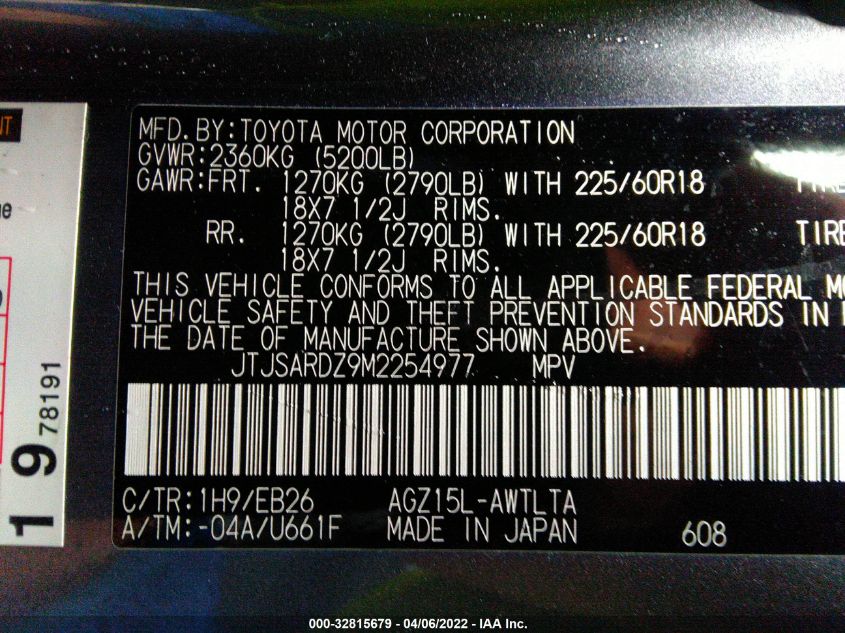 MFD.BY:TOYOTA MOTOR CORPORATION
GVWR:2360KG (5200LB)
GAWR:FRT. 1270KG (2790LB) WITH 225/60R18 TIRE
18X7 1/2J RIMS.
RR. 1270KG (2790LB) WITH 225/60R18 TIRE
18X7 1/2J RIMS.
THIS VEHICLE CONFORMS TO ALL APPLICABLE FEDERAL MO
VEHICLE SAFETY AND THEFT PREVENTION STANDARDS IN
THE DATE OF MANUFACTURE SHOWN ABOVE.
JTJSARDZ9M2254977 MPV
C/TR:1H9/EB26 AGZ15L-AWTLTA
A/TM:-04A/U661F MADE IN JAPAN 608
19 78191
000-32815679 - 04/06/2022 - IAA Inc.